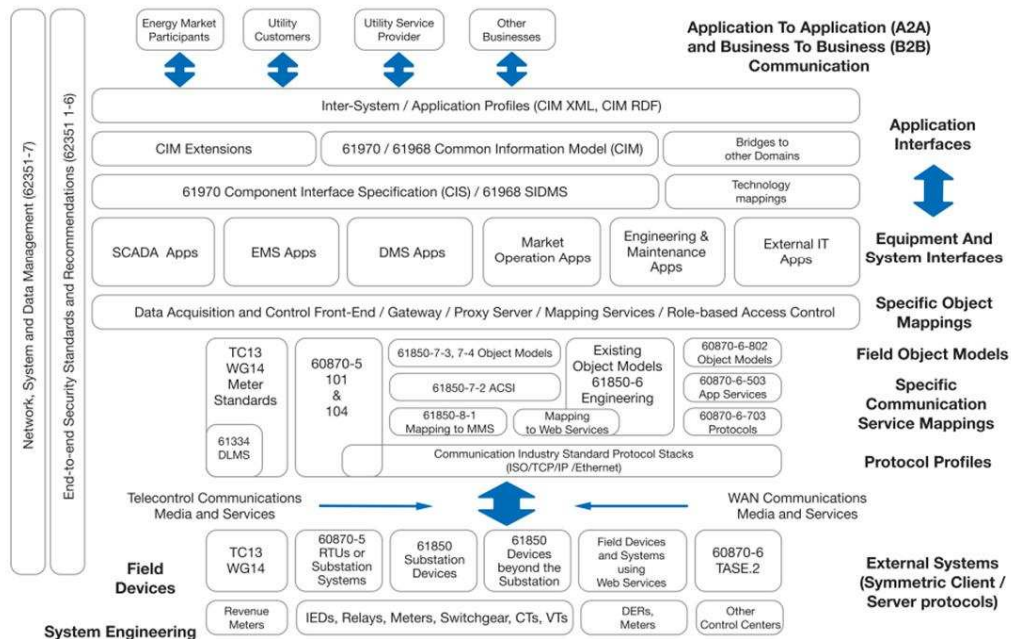 Energy Market
Participants
Utility
Customers
Utility Service
Provider
Other
Businesses
Application To Application (A2A)
and Business To Business (B2B)
Communication
Network, System and Data Management (62351-7)
End-to-end Security Standards and Recommendations (62351 1-6)
Inter-System / Application Profiles (CIM XML, CIM RDF)
Application
Interfaces
CIM Extensions
61970 / 61968 Common Information Model (CIM)
Bridges to
other Domains
61970 Component Interface Specification (CIS) / 61968 SIDMS
Technology
mappings
SCADA Apps
EMS Apps
DMS Apps
Market
Operation Apps
Engineering &
Maintenance
Apps
External IT
Apps
Equipment And
System Interfaces
Data Acquisition and Control Front-End / Gateway / Proxy Server / Mapping Services / Role-based Access Control
Specific Object
Mappings
TC13
WG14
Meter
Standards
61334
DLMS
60870-5
101
&
104
61850-7-3, 7-4 Object Models
61850-7-2 ACSI
61850-8-1
Mapping to MMS
Existing
Object Models
61850-6
Engineering
Mapping
to Web Services
60870-6-802
Object Models
60870-6-503
App Services
60870-6-703
Protocols
Field Object Models
Specific
Communication
Service Mappings
Communication Industry Standard Protocol Stacks
(ISO/TCP/IP /Ethernet)
Protocol Profiles
Telecontrol Communications
Media and Services
WAN Communications
Media and Services
Field
Devices
TC13
WG14
60870-5
RTUs or
Substation
Systems
61850
Substation
Devices
61850
Devices
beyond the
Substation
Field Devices
and Systems
using
Web Services
60870-6
TASE.2
External Systems
(Symmetric Client /
Server protocols)
System Engineering
Revenue
Meters
IEDs, Relays, Meters, Switchgear, CTs, VTs
DERs,
Meters
Other
Control Centers